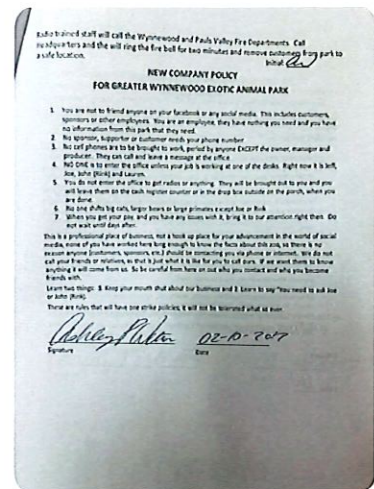 Radio trained staff will call the Wynnewood and Pauls Valley Fire Departments. Call
headquarters and the will ring the fire bell for two minutes and remove customers from park to
a safe location.
Initial
NEW COMPANY POLICY
FOR GREATER WYNNEWOOD EXOTIC ANIMAL PARK
1. You are not to friend anyone on your facebook or any social media. This includes customers,
sponsors or other employees. You are an employee, they have nothing you need and you have
no information from this park that they need.
2. No sponsor, supporter or customer needs your phone number
3. No cell phones are to be brought to work, period by anyone EXCEPT the owner, manager and
producer. They can call and leave a message at the office.
4. NO ONE is to enter the office unless your job is working at one of the desks. Right now it is Jeff,
Joe, John (Rink) and Lauren.
5. You do not enter the office to get radios or anything. They will be brought out to you and you
will leave them on the cash register counter or in the drop box outside on the porch, when you
are done.
6. No one shifts big cats, larger bears or large primates except Joe or Rink
7. When you get your pay, and you have any issues with it, bring it to our attention right then. Do
not wait until days after.
This is a professional place of business, not a hook up place for your advancement in the world of social
media, none of you have worked here long enough to know the facts about this zoo, so there is no
reason anyone (customers, sponsors, etc.) should be contacting you via phone or internet. We do not
call your friends or relatives, so that is just what it is like for you to call ours. If we want them to know
anything it will come from us. So be careful from here on out who you contact and who you become
friends with.
Learn two things: 1 Keep your mouth shut about our business and 2 Learn to say "You need to ask Joe
or John (Rink).
These are rules that will have one strike policies, it will not be tolerated what so ever.
02-10-2017
Signature
Date